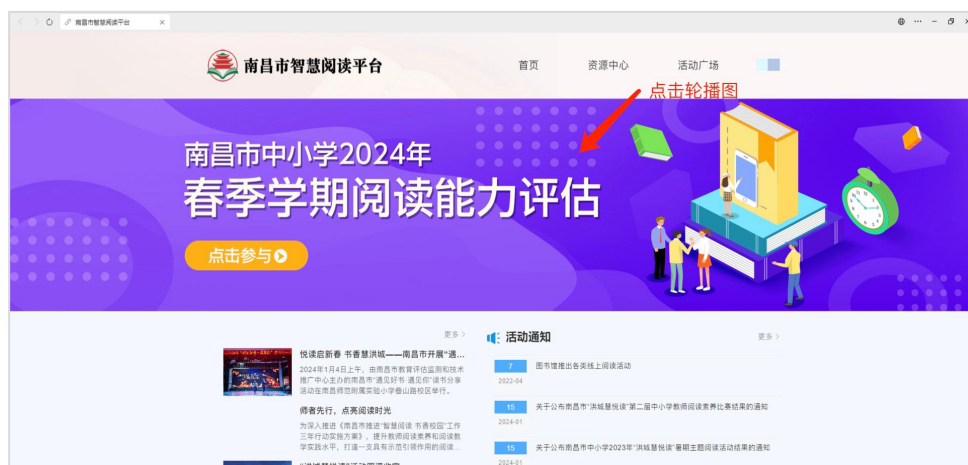 南昌市智慧阅读平台
南昌市智慧阅读平台
首页
资源中心
活动广场
点击轮播图
南昌市中小学2024年
春季学期阅读能力评估
点击参与
更多 >
悦读启新春 书香慧洪城——南昌市开展“遇...
2024年1月4日上午,由南昌市教育评估监测和技术
推广中心主办的南昌市“遇见好书·遇见你”读书分享
活动在南昌师范附属实验小学叠山路校区举行。
师者先行,点亮阅读时光
为深入推进《南昌市推进“智慧阅读 书香校园”工作
三年行动实施方案》,提升教师阅读素养和阅读教
学实践水平,打造一支具有示范引领作用的阅读...
活动通知
更多 >
7
2022-04
图书馆推出各类线上阅读活动
15
2024-01
关于公布南昌市“洪城慧悦读”第二届中小学教师阅读素养比赛结果的通知
15
2024-01
关于公布南昌市中小学2023年“洪城慧悦读”暑期主题阅读活动结果的通知